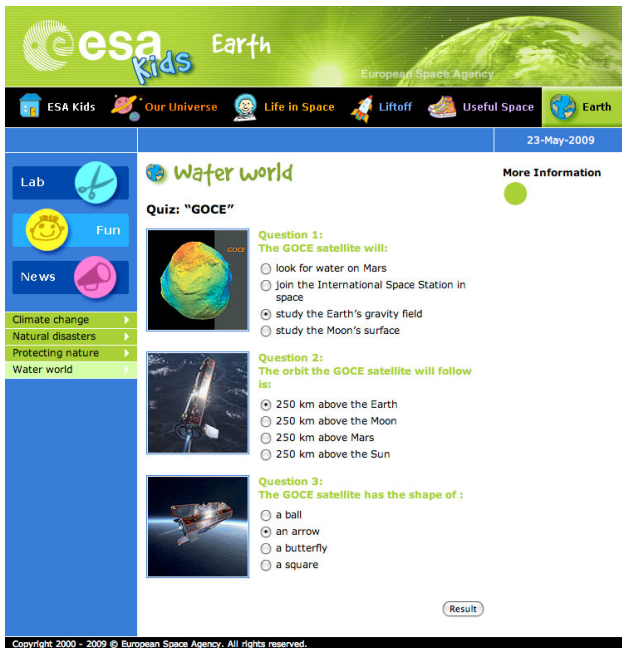 esa
Kids
Earth
European Space Agency
ESA Kids
Our Universe
Life in Space
Liftoff
Useful Space
Earth
23-May-2009
Lab
Fun
News
Climate change
Natural disasters
Protecting nature
Water world
Water world
Quiz: “GOCE”
GOCE
Question 1:
The GOCE satellite will:
look for water on Mars
join the International Space Station in
space
study the Earth’s gravity field
study the Moon’s surface
Question 2:
The orbit the GOCE satellite will follow
is:
250 km above the Earth
250 km above the Moon
250 km above Mars
250 km above the Sun
Question 3:
The GOCE satellite has the shape of :
a ball
an arrow
a butterfly
a square
Result
More Information
Copyright 2000 - 2009 © European Space Agency. All rights reserved.